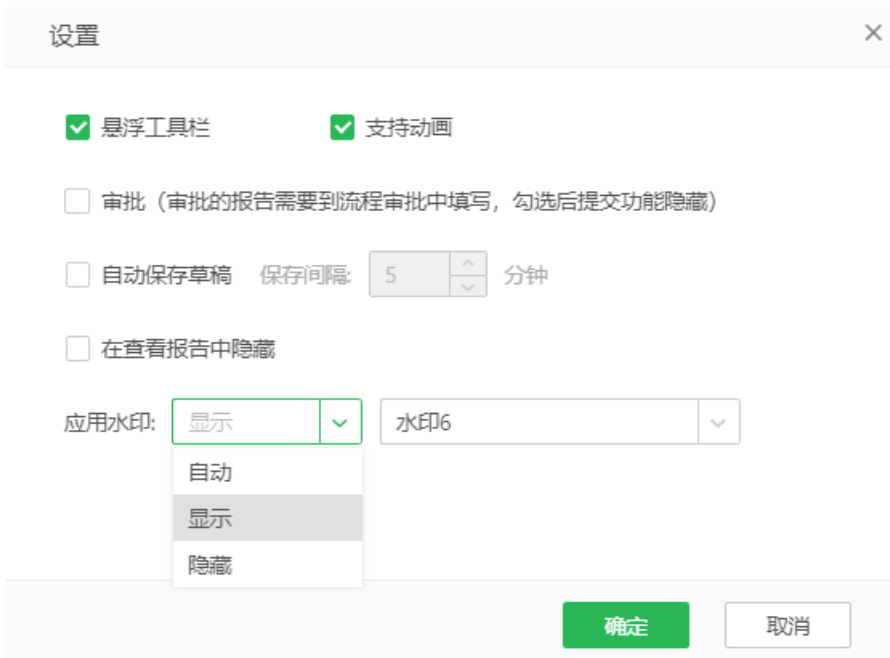 设置
悬浮工具栏 支持动画
审批（审批的报告需要到流程审批中填写，勾选后提交功能隐藏）
自动保存草稿 保存间隔: 5 分钟
在查看报告中隐藏
应用水印: 显示 水印6
自动
显示
隐藏
确定 取消